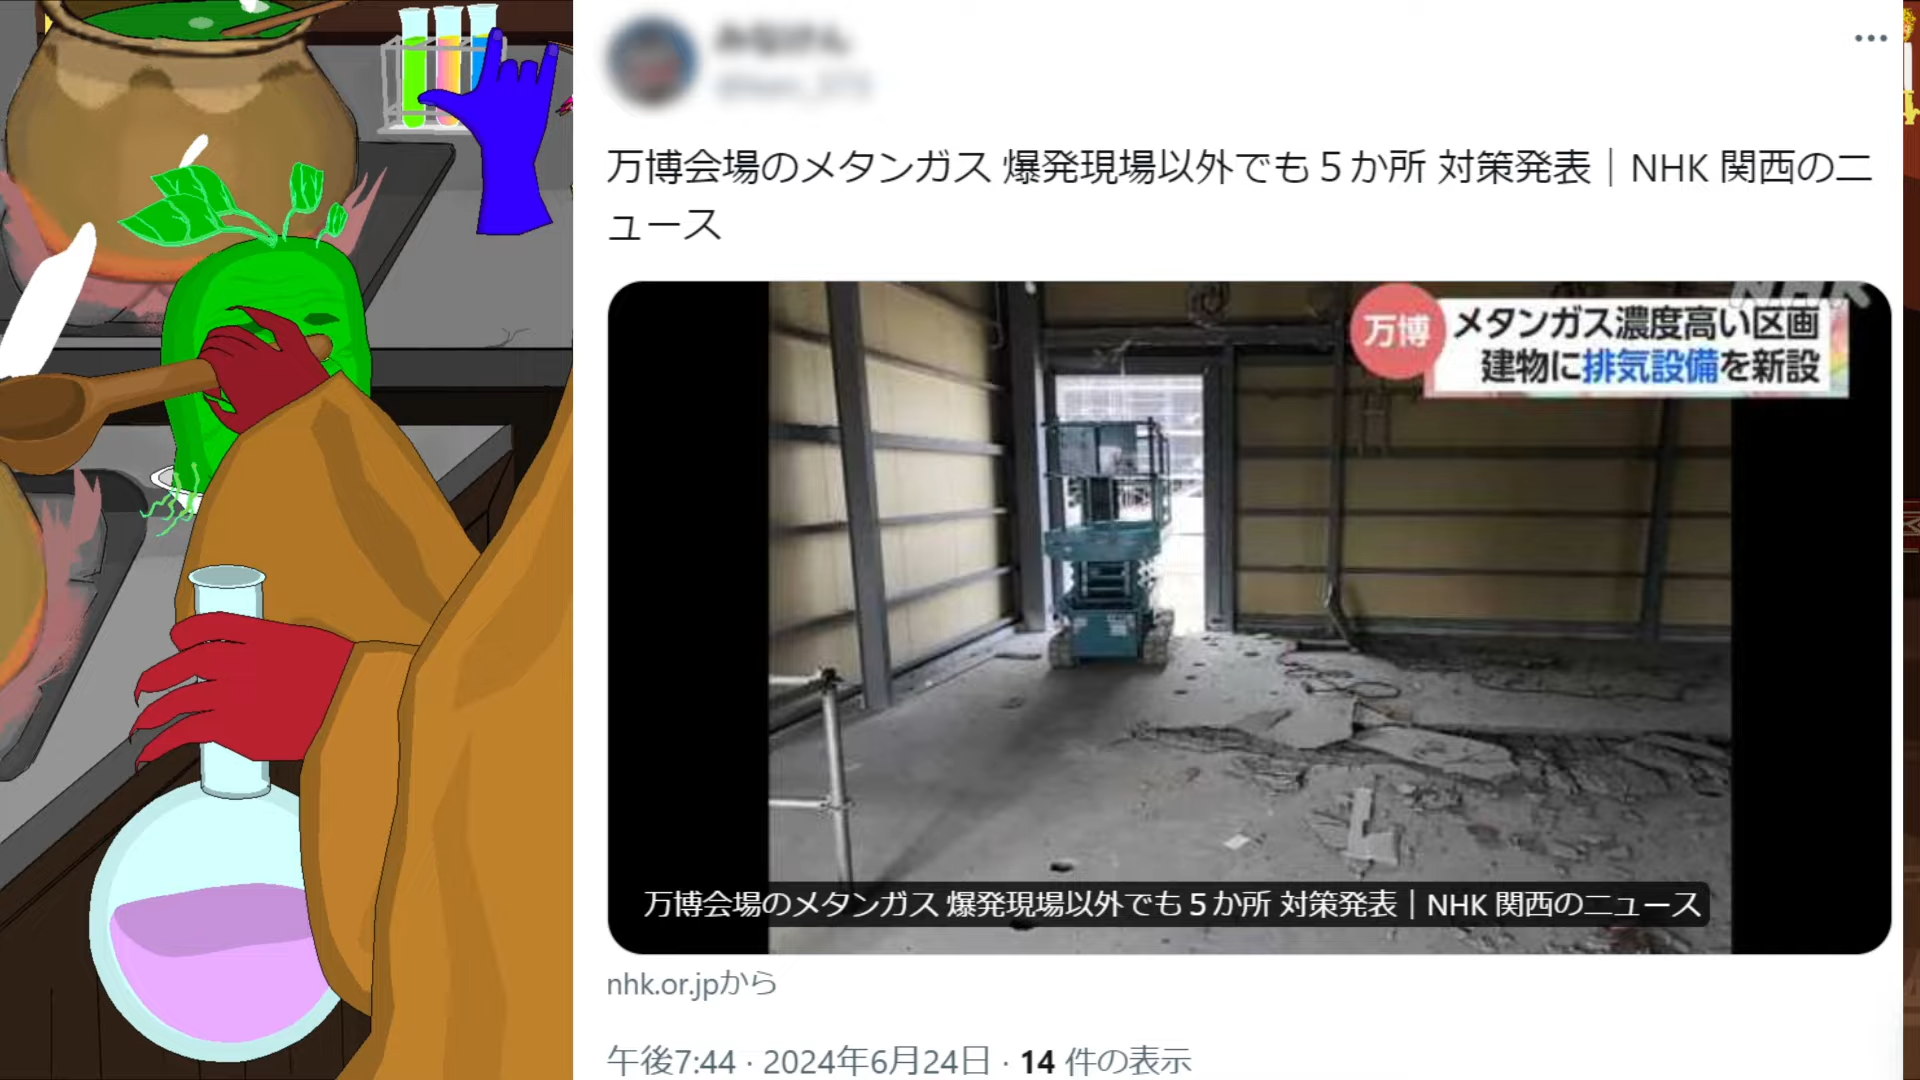 万博会場のメタンガス 爆発現場以外でも５か所 対策発表｜NHK 関西のニ
ュース
NHK
万博
メタンガス濃度高い区画
建物に排気設備を新設
万博会場のメタンガス 爆発現場以外でも５か所 対策発表｜NHK 関西のニュース
nhk.or.jpから
午後7:44 · 2024年6月24日 · 14 件の表示